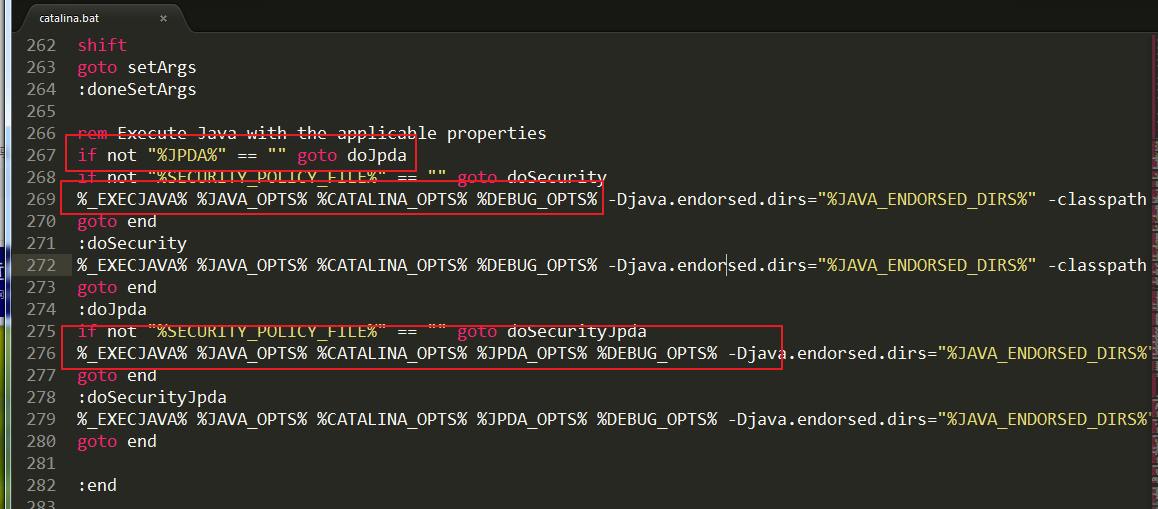 catalina.bat ×
262 shift
263 goto setArgs
264 :doneSetArgs
265
266 rem Execute Java with the applicable properties
267 if not "%JPDA%" == "" goto doJpda
268 if not "%SECURITY_POLICY_FILE%" == "" goto doSecurity
269 %_EXECJAVA% %JAVA_OPTS% %CATALINA_OPTS% %DEBUG_OPTS% -Djava.endorsed.dirs="%JAVA_ENDORSED_DIRS%" -classpath
270 goto end
271 :doSecurity
272 %_EXECJAVA% %JAVA_OPTS% %CATALINA_OPTS% %DEBUG_OPTS% -Djava.endorsed.dirs="%JAVA_ENDORSED_DIRS%" -classpath
273 goto end
274 :doJpda
275 if not "%SECURITY_POLICY_FILE%" == "" goto doSecurityJpda
276 %_EXECJAVA% %JAVA_OPTS% %CATALINA_OPTS% %JPDA_OPTS% %DEBUG_OPTS% -Djava.endorsed.dirs="%JAVA_ENDORSED_DIRS%"
277 goto end
278 :doSecurityJpda
279 %_EXECJAVA% %JAVA_OPTS% %CATALINA_OPTS% %JPDA_OPTS% %DEBUG_OPTS% -Djava.endorsed.dirs="%JAVA_ENDORSED_DIRS%"
280 goto end
281
282 :end
283